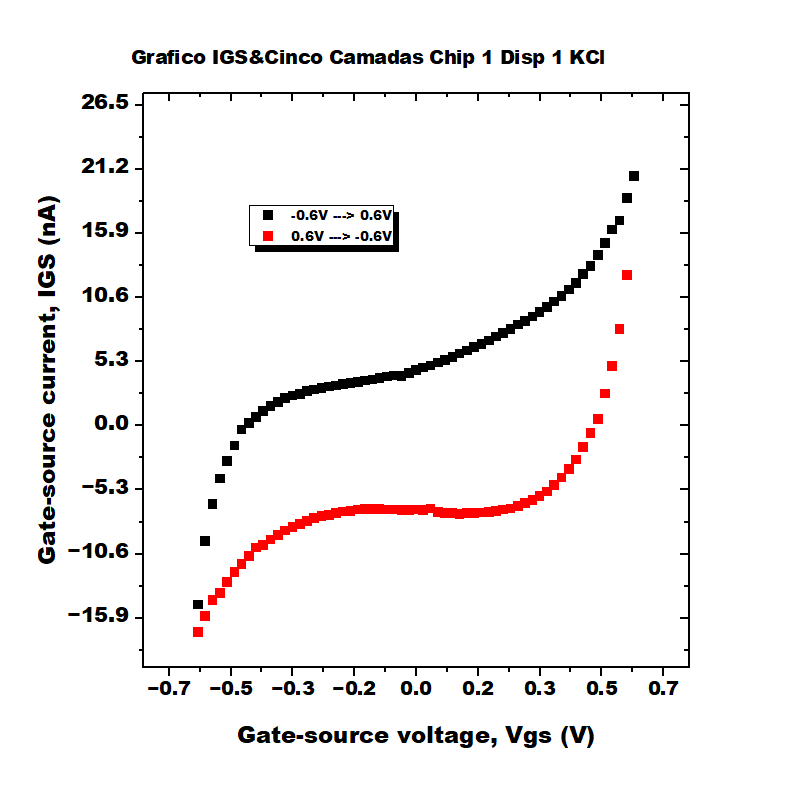 Grafico IGS&Cinco Camadas Chip 1 Disp 1 KCl
26.5
21.2
15.9
10.6
5.3
0.0
−5.3
−10.6
−15.9
-0.6V ---> 0.6V
0.6V ---> -0.6V
Gate-source current, IGS (nA)
−0.7 −0.5 −0.3 −0.2 0.0 0.2 0.3 0.5 0.7
Gate-source voltage, Vgs (V)